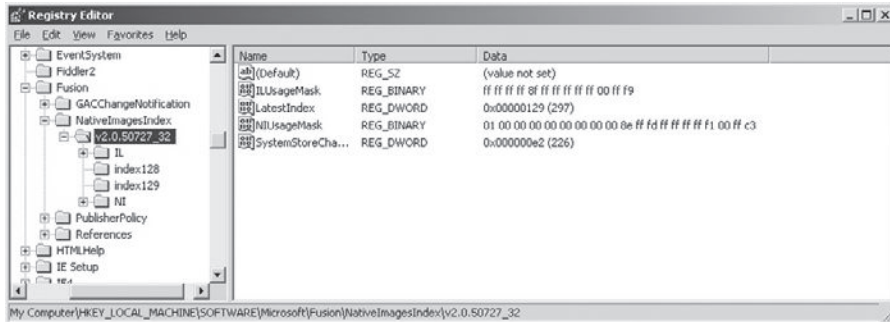 Registry Editor
File Edit View Favorites Help
EventSystem
Fiddler2
Fusion
GACChangeNotification
NativeImagesIndex
v2.0.50727_32
IL
index128
index129
NI
PublisherPolicy
References
HTMLHelp
IE Setup
IE4
Name Type Data
(Default) REG_SZ (value not set)
ILUsageMask REG_BINARY ff ff ff ff ff 8f ff ff ff ff ff ff 00 ff f9
LatestIndex REG_DWORD 0x00000129 (297)
NIUsageMask REG_BINARY 01 00 00 00 00 00 00 00 00 8e ff fd ff ff ff ff f1 00 ff c3
SystemStoreCha... REG_DWORD 0x000000e2 (226)
My Computer\HKEY_LOCAL_MACHINE\SOFTWARE\Microsoft\Fusion\NativeImagesIndex\v2.0.50727_32